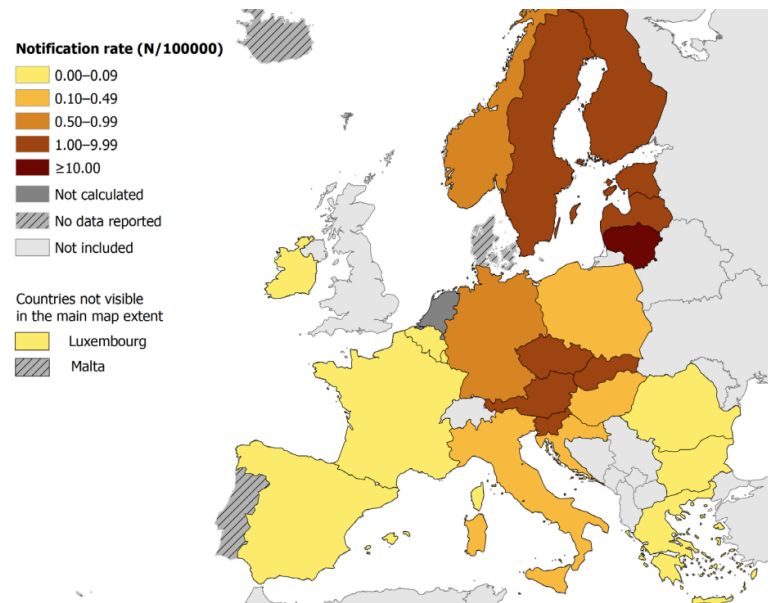 Notification rate (N/100000)
0.00–0.09
0.10–0.49
0.50–0.99
1.00–9.99
≥10.00
Not calculated
No data reported
Not included
Countries not visible
in the main map extent
Luxembourg
Malta